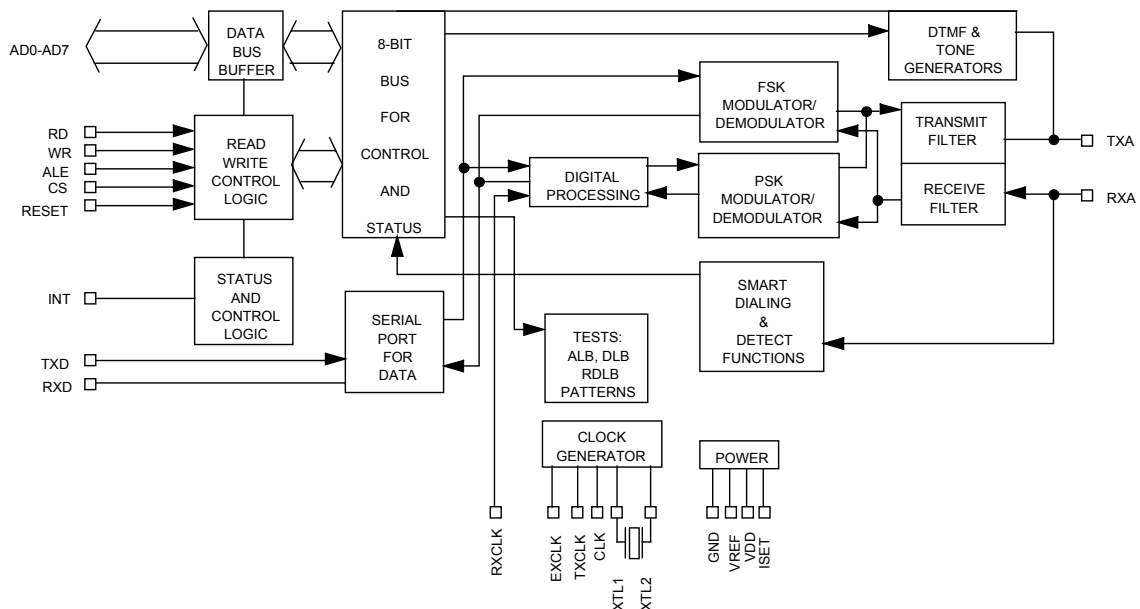 AD0-AD7
DATA
BUS
BUFFER
8-BIT
BUS
FOR
CONTROL
AND
STATUS
DTMF &
TONE
GENERATORS
FSK
MODULATOR/
DEMODULATOR
TRANSMIT
FILTER
TXA
RD
WR
ALE
CS
RESET
READ
WRITE
CONTROL
LOGIC
DIGITAL
PROCESSING
PSK
MODULATOR/
DEMODULATOR
RECEIVE
FILTER
RXA
INT
STATUS
AND
CONTROL
LOGIC
SERIAL
PORT
FOR
DATA
TXD
RXD
TESTS:
ALB, DLB
RDLB
PATTERNS
SMART
DIALING
&
DETECT
FUNCTIONS
CLOCK
GENERATOR
POWER
RXCLK
EXCLK
TXCLK
CLK
XTL1
XTL2
GND
VREF
VDD
ISET